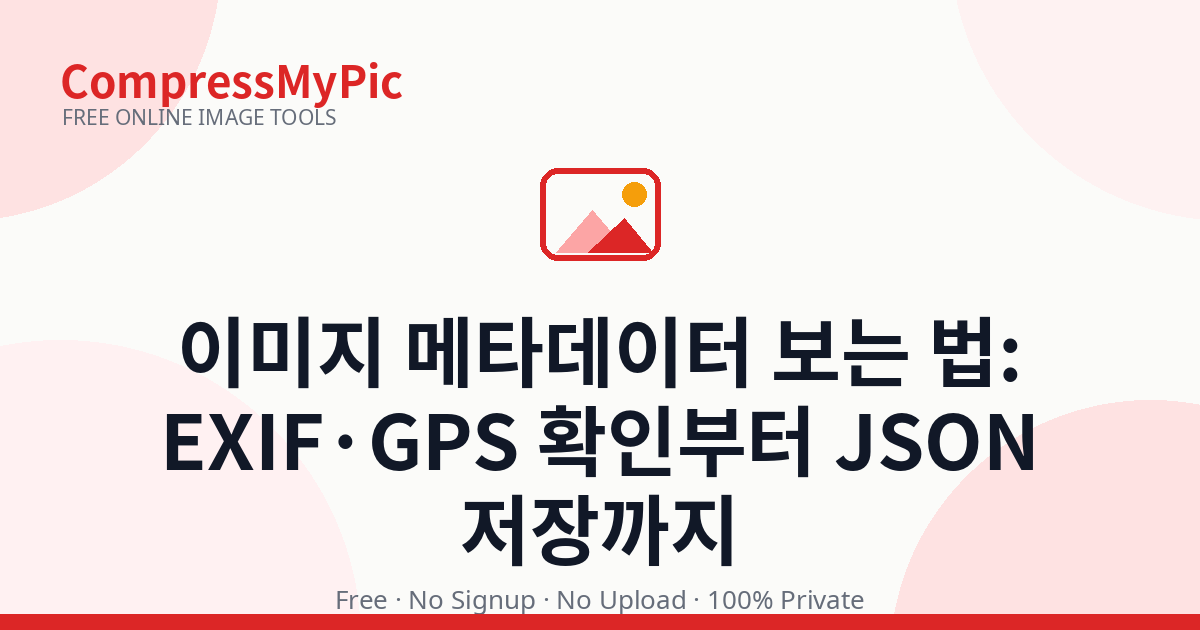 CompressMyPic
FREE ONLINE IMAGE TOOLS
이미지 메타데이터 보는 법:
EXIF·GPS 확인부터 JSON
저장까지
Free · No Signup · No Upload · 100% Private